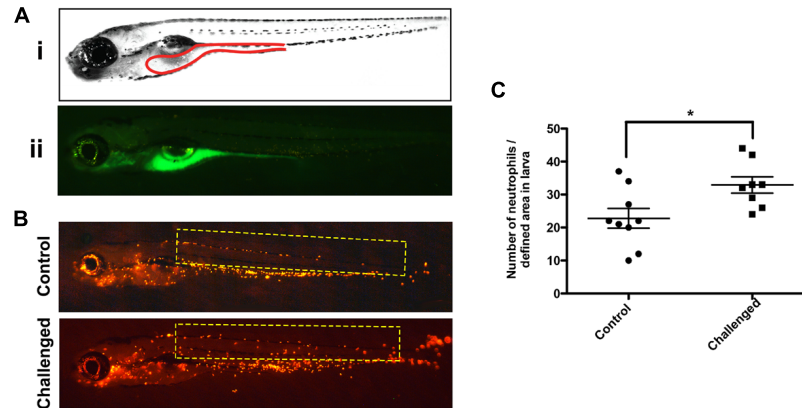 A
i
ii
B
Control
Challenged
C
*
Number of neutrophils /
defined area in larva
50
40
30
20
10
0
Control
Challenged